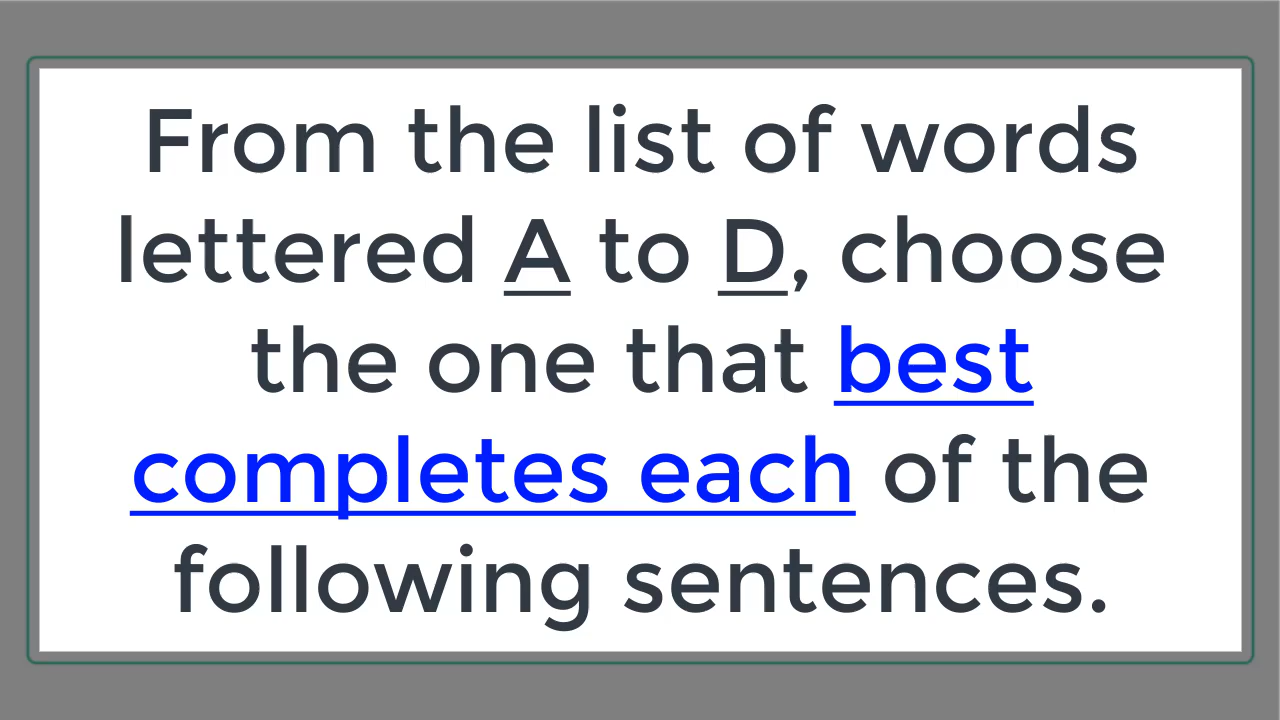 From the list of words
lettered A to D, choose
the one that best
completes each of the
following sentences.